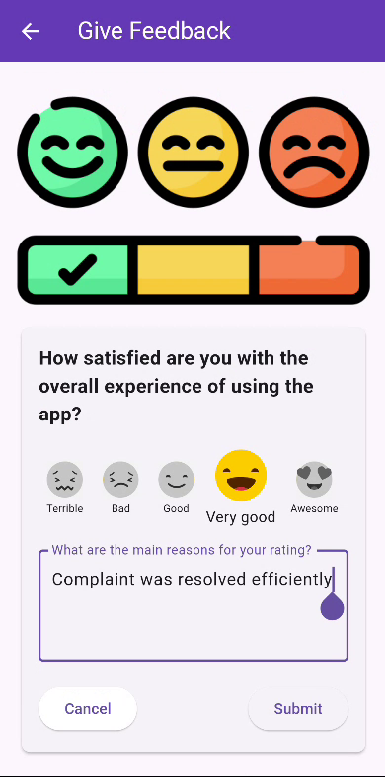 Give Feedback
How satisfied are you with the
overall experience of using the
app?
Terrible
Bad
Good
Very good
Awesome
What are the main reasons for your rating?
Complaint was resolved efficiently
Cancel
Submit